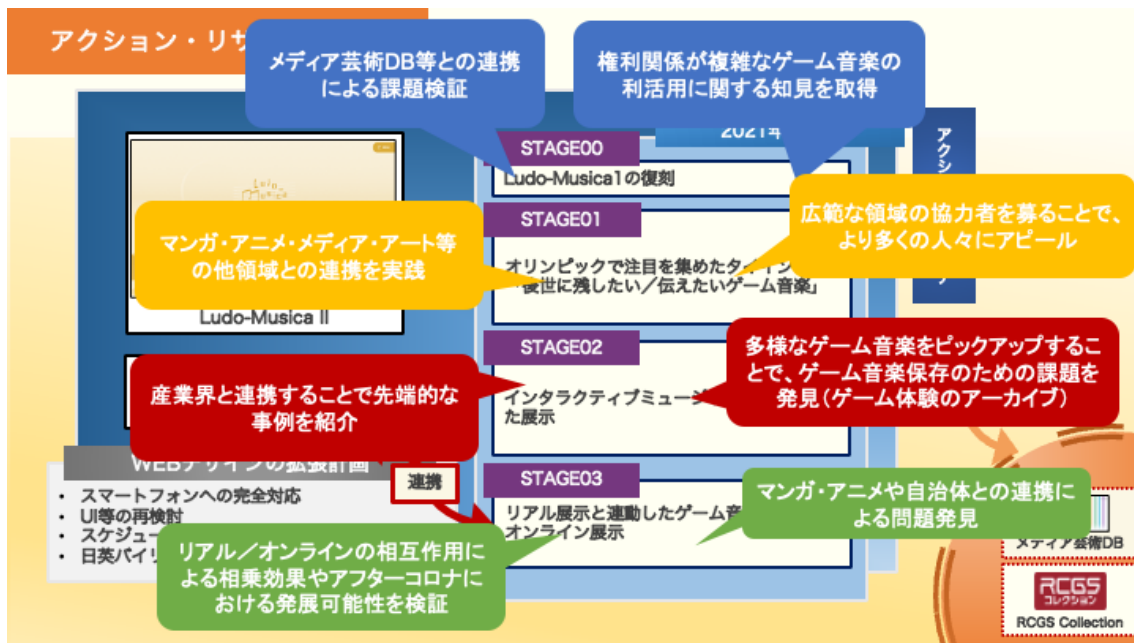 アクション・リサ
メディア芸術DB等との連携
による課題検証
権利関係が複雑なゲーム音楽の
利活用に関する知見を取得
2021年
アクシ
STAGE00
Ludo-Musica1の復刻
STAGE01
マンガ・アニメ・メディア・アート等
の他領域との連携を実践
広範な領域の協力者を募ることで、
より多くの人々にアピール
オリンピックで注目を集めたタイミン
「後世に残したい／伝えたいゲーム音楽」
Ludo-Musica II
STAGE02
産業界と連携することで先端的な
事例を紹介
多様なゲーム音楽をピックアップするこ
とで、ゲーム音楽保存のための課題を
発見（ゲーム体験のアーカイブ）
インタラクティブミュージ
た展示
WEBデザインの拡張計画
・ スマートフォンへの完全対応
・ UI等の再検討
・ スケジュー
・ 日英バイリ
連携
STAGE03
リアル展示と連動したゲーム音
オンライン展示
マンガ・アニメや自治体との連携に
よる問題発見
リアル／オンラインの相互作用に
よる相乗効果やアフターコロナに
おける発展可能性を検証
メディア芸術DB
RCGS
コレクション
RCGS Collection